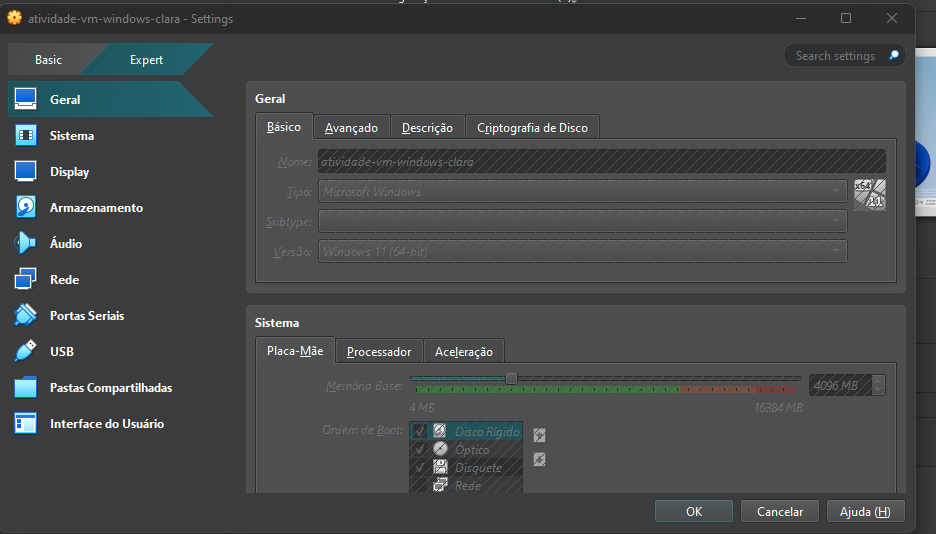 atividade-vm-windows-clara - Settings
Basic
Expert
Search settings
Geral
Sistema
Display
Armazenamento
Áudio
Rede
Portas Seriais
USB
Pastas Compartilhadas
Interface do Usuário
Geral
Básico
Avançado
Descrição
Criptografia de Disco
Nome: atividade-vm-windows-clara
Tipo: Microsoft Windows
x64
11
Subtype:
Versão: Windows 11 (64-bit)
Sistema
Placa-Mãe
Processador
Aceleração
Memória Base: 4096 MB
4 MB 16384 MB
Ordem de Boot: Disco Rígido
Óptico
Disquete
Rede
OK
Cancelar
Ajuda (H)